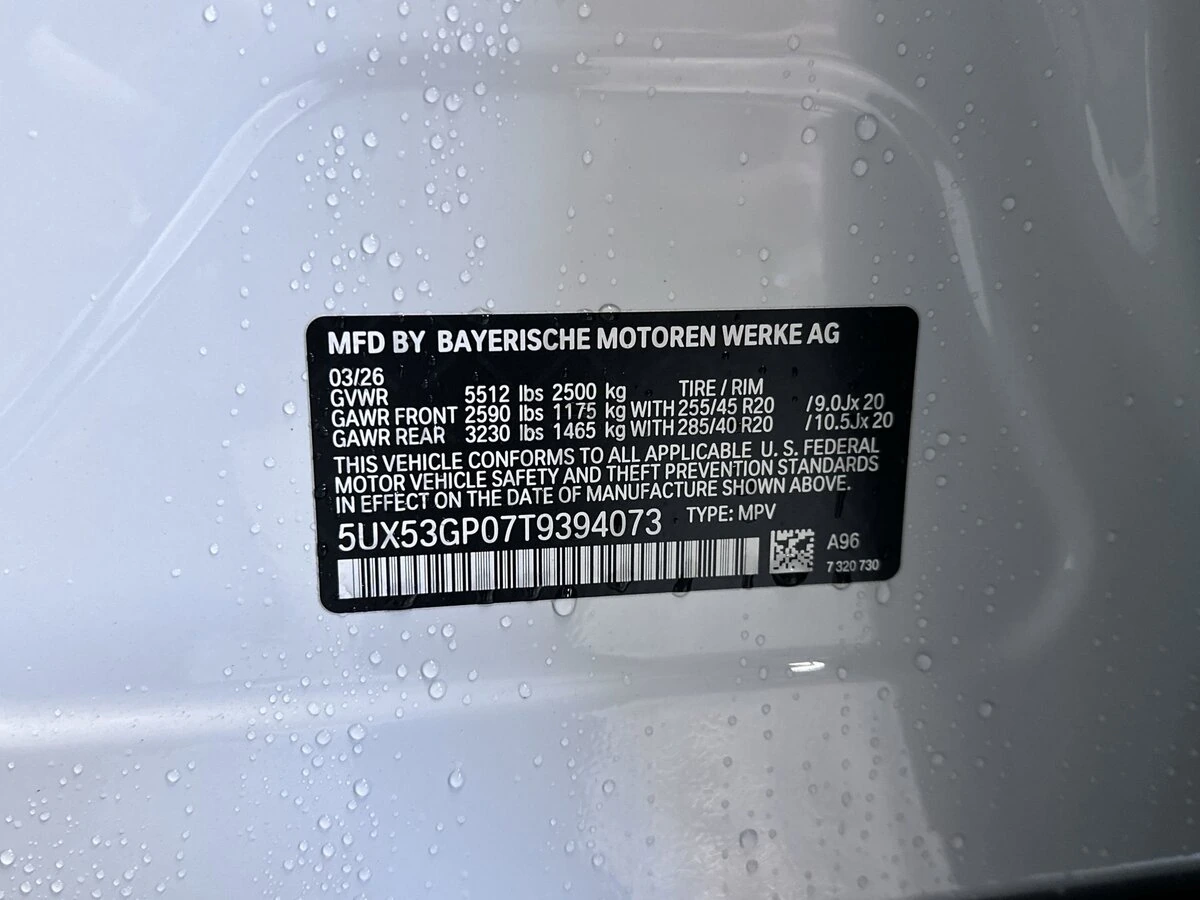 MFD BY BAYERISCHE MOTOREN WERKE AG
03/26
GVWR 5512 lbs 2500 kg TIRE / RIM
GAWR FRONT 2590 lbs 1175 kg WITH 255/45 R20 /9.0Jx 20
GAWR REAR 3230 lbs 1465 kg WITH 285/40 R20 /10.5Jx 20
THIS VEHICLE CONFORMS TO ALL APPLICABLE U. S. FEDERAL
MOTOR VEHICLE SAFETY AND THEFT PREVENTION STANDARDS
IN EFFECT ON THE DATE OF MANUFACTURE SHOWN ABOVE.
5UX53GP07T9394073 TYPE: MPV
A96
7 320 730